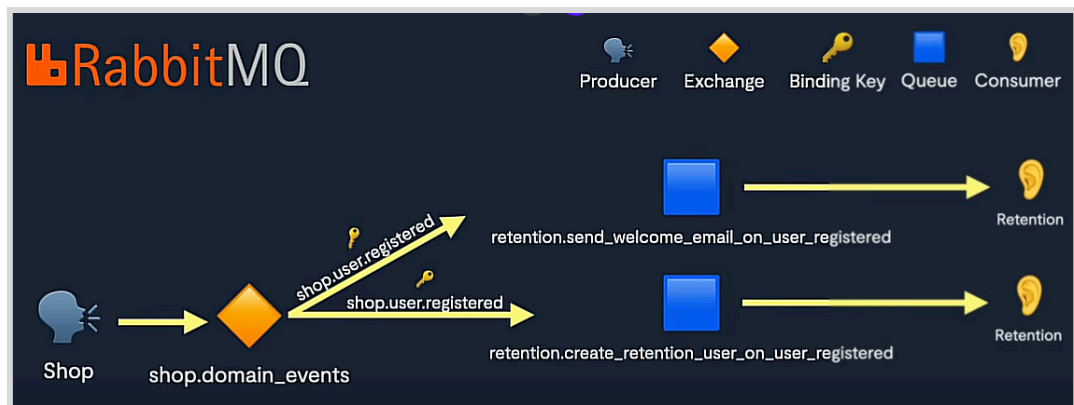 RabbitMQ
Producer
Exchange
Binding Key
Queue
Consumer
shop.user.registered
retention.send_welcome_email_on_user_registered
Retention
shop.user.registered
retention.create_retention_user_on_user_registered
Retention
Shop
shop.domain_events